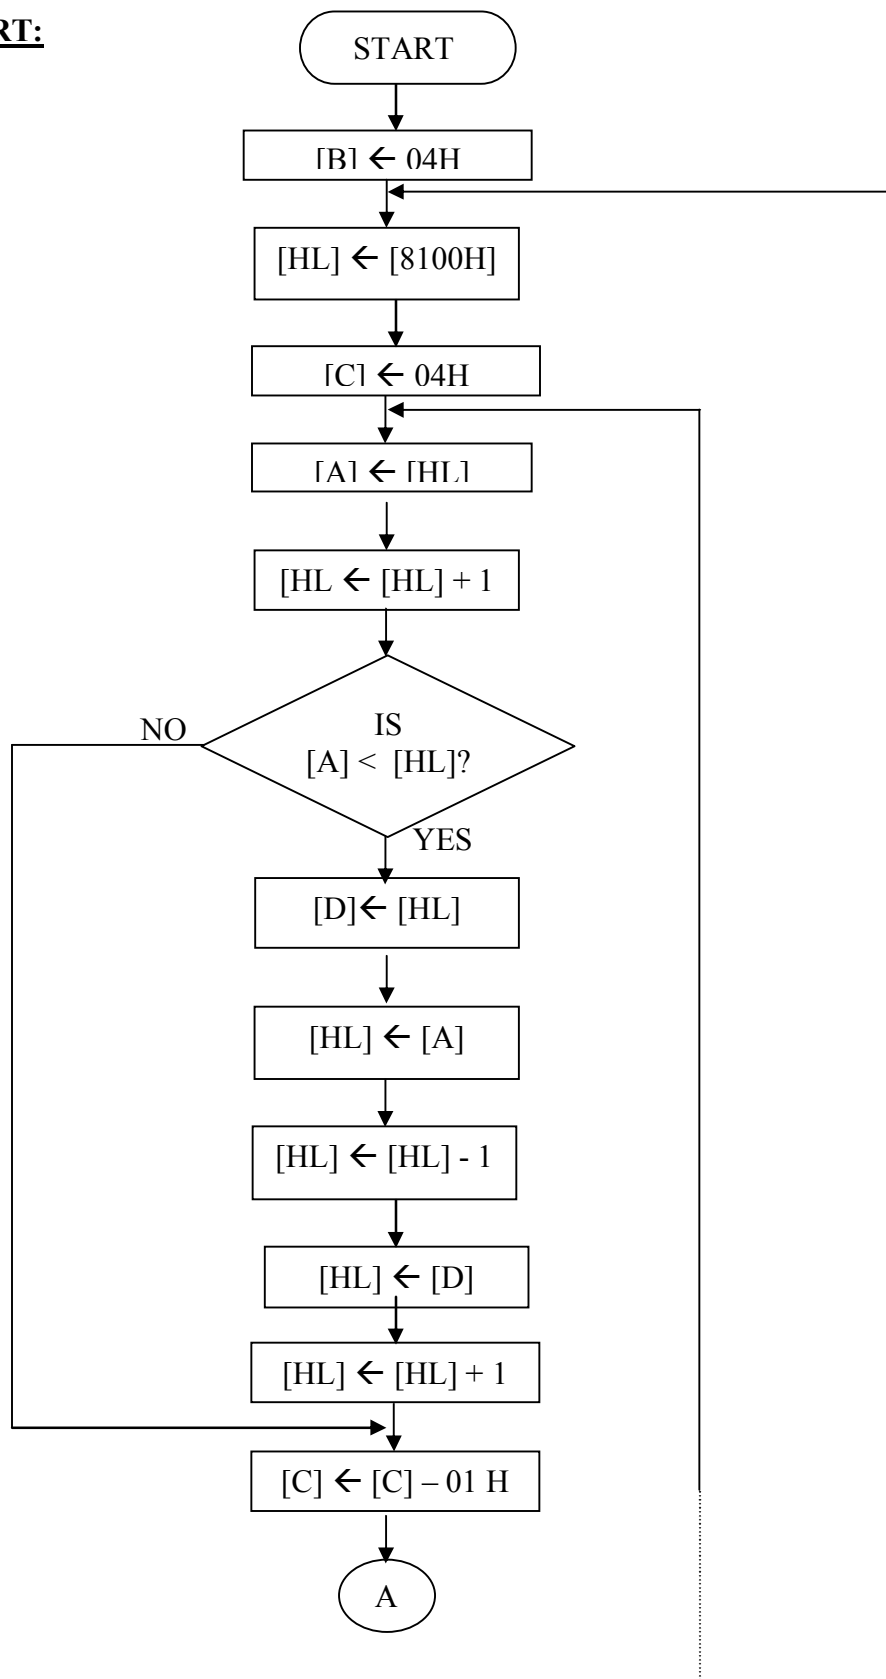 RT:
START
[B] ← 04H
[HL] ← [8100H]
[C] ← 04H
[A] ← [HL]
[HL ← [HL] + 1
NO
IS
[A] < [HL]?
YES
[D]← [HL]
[HL] ← [A]
[HL] ← [HL] - 1
[HL] ← [D]
[HL] ← [HL] + 1
[C] ← [C] – 01 H
A